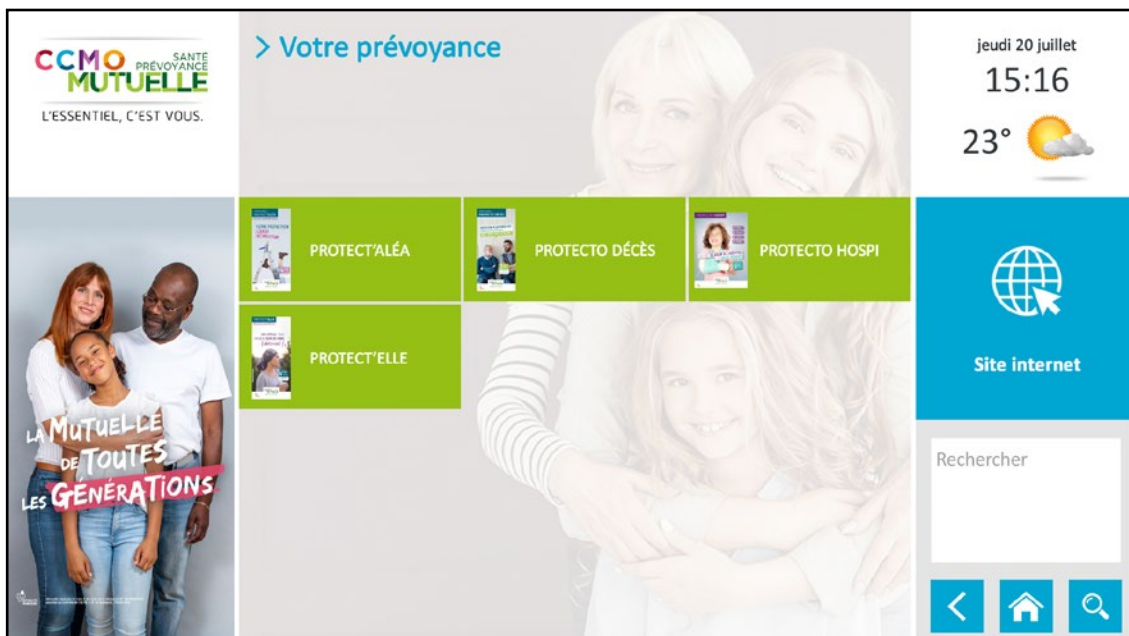 CCMO SANTÉ
PRÉVOYANCE
MUTUELLE
L'ESSENTIEL, C'EST VOUS.
> Votre prévoyance
jeudi 20 juillet
15:16
23°
PROTECT'ALÉA
PROTECTO DÉCÈS
PROTECTO HOSPI
PROTECT'ELLE
LA MUTUELLE
DE TOUTES
LES GÉNÉRATIONS
Site internet
Rechercher